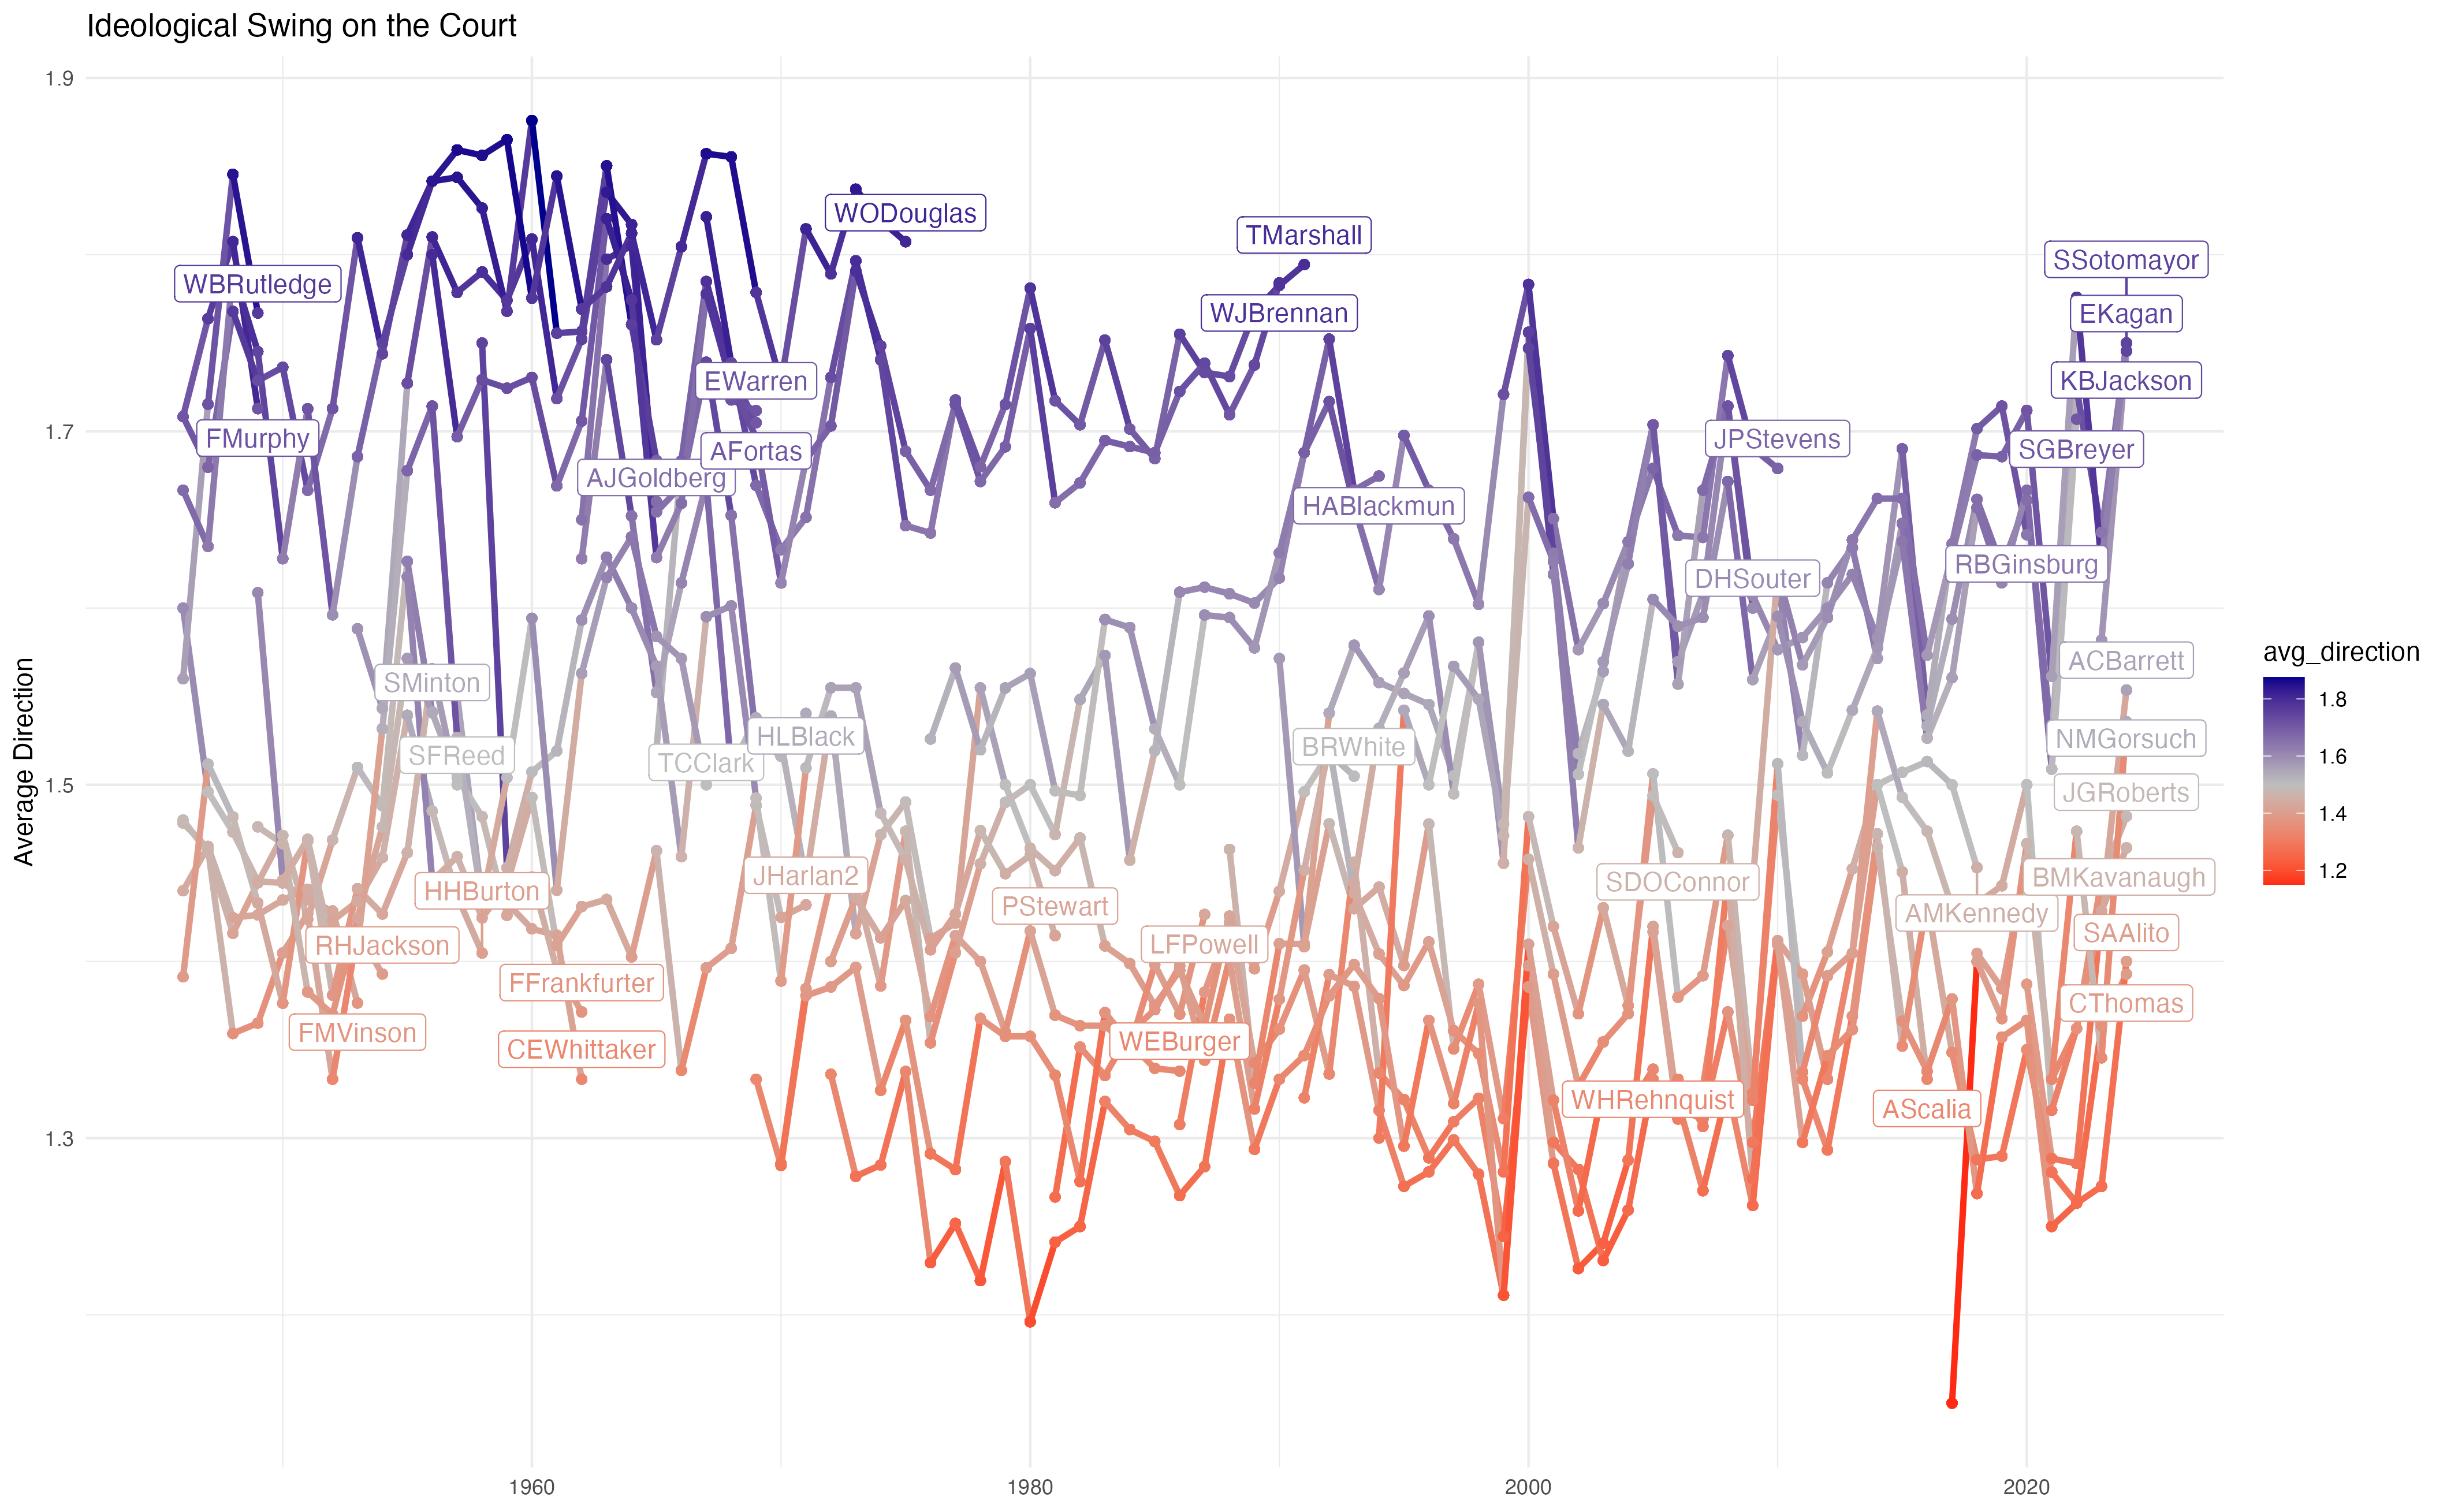 Ideological Swing on the Court
Average Direction
1.9
1.7
1.5
1.3
1960
1980
2000
2020
WBRutledge
FMurphy
SMinton
SFReed
HHBurton
RHJackson
FMVinson
FFrankfurter
CEWhittaker
AJGoldberg
EWarren
AFortas
TCClark
HLBlack
JHarlan2
WODouglas
PStewart
LFPowell
WEBurger
TMarshall
WJBrennan
HABlackmun
BRWhite
JPStevens
DHSouter
SDOConnor
WHRehnquist
AScalia
AMKennedy
RBGinsburg
SGBreyer
SSotomayor
EKagan
KBJackson
ACBarrett
NMGorsuch
JGRoberts
BMKavanaugh
SAAlito
CThomas
avg_direction
1.8
1.6
1.4
1.2